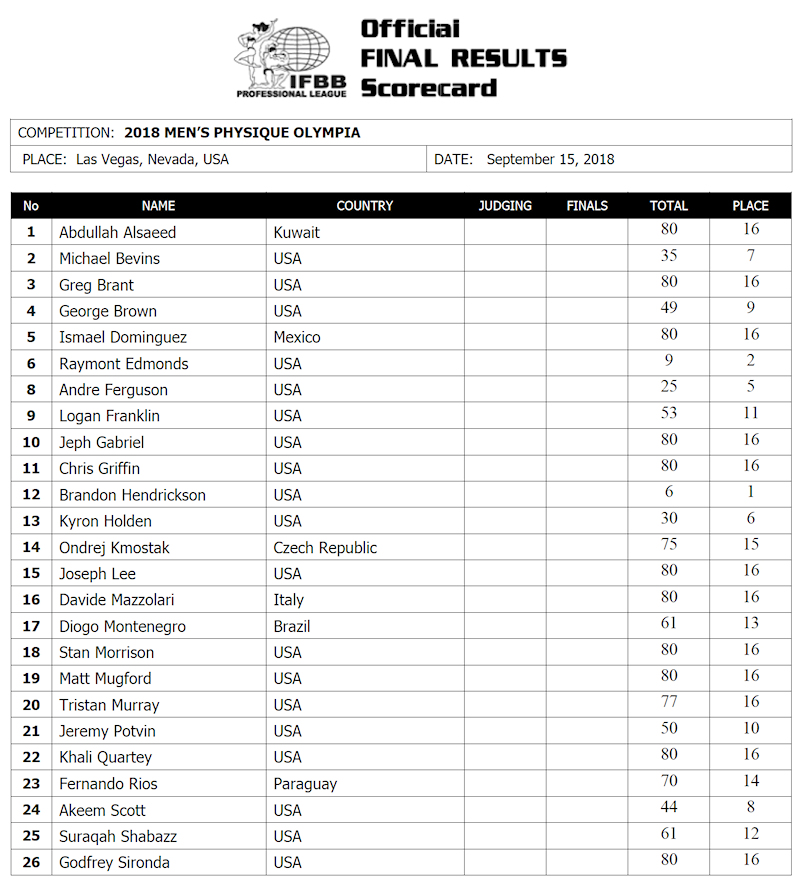 Official
FINAL RESULTS
Scorecard
IFBB
PROFESSIONAL LEAGUE
COMPETITION: 2018 MEN'S PHYSIQUE OLYMPIA
PLACE: Las Vegas, Nevada, USA DATE: September 15, 2018
No NAME COUNTRY JUDGING FINALS TOTAL PLACE
1 Abdullah Alsaeed Kuwait 80 16
2 Michael Bevins USA 35 7
3 Greg Brant USA 80 16
4 George Brown USA 49 9
5 Ismael Dominguez Mexico 80 16
6 Raymont Edmonds USA 9 2
8 Andre Ferguson USA 25 5
9 Logan Franklin USA 53 11
10 Jeph Gabriel USA 80 16
11 Chris Griffin USA 80 16
12 Brandon Hendrickson USA 6 1
13 Kyron Holden USA 30 6
14 Ondrej Kmostak Czech Republic 75 15
15 Joseph Lee USA 80 16
16 Davide Mazzolari Italy 80 16
17 Diogo Montenegro Brazil 61 13
18 Stan Morrison USA 80 16
19 Matt Mugford USA 80 16
20 Tristan Murray USA 77 16
21 Jeremy Potvin USA 50 10
22 Khali Quartey USA 80 16
23 Fernando Rios Paraguay 70 14
24 Akeem Scott USA 44 8
25 Suraqah Shabazz USA 61 12
26 Godfrey Sironda USA 80 16